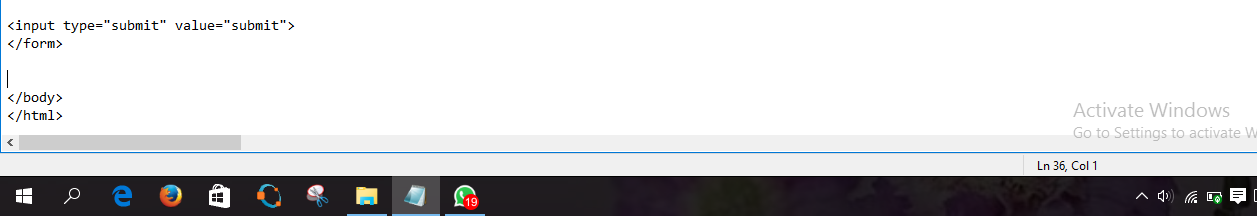 <input type="submit" value="submit">
</form>
</body>
</html>
Activate Windows
Go to Settings to activate W
Ln 36, Col 1
19